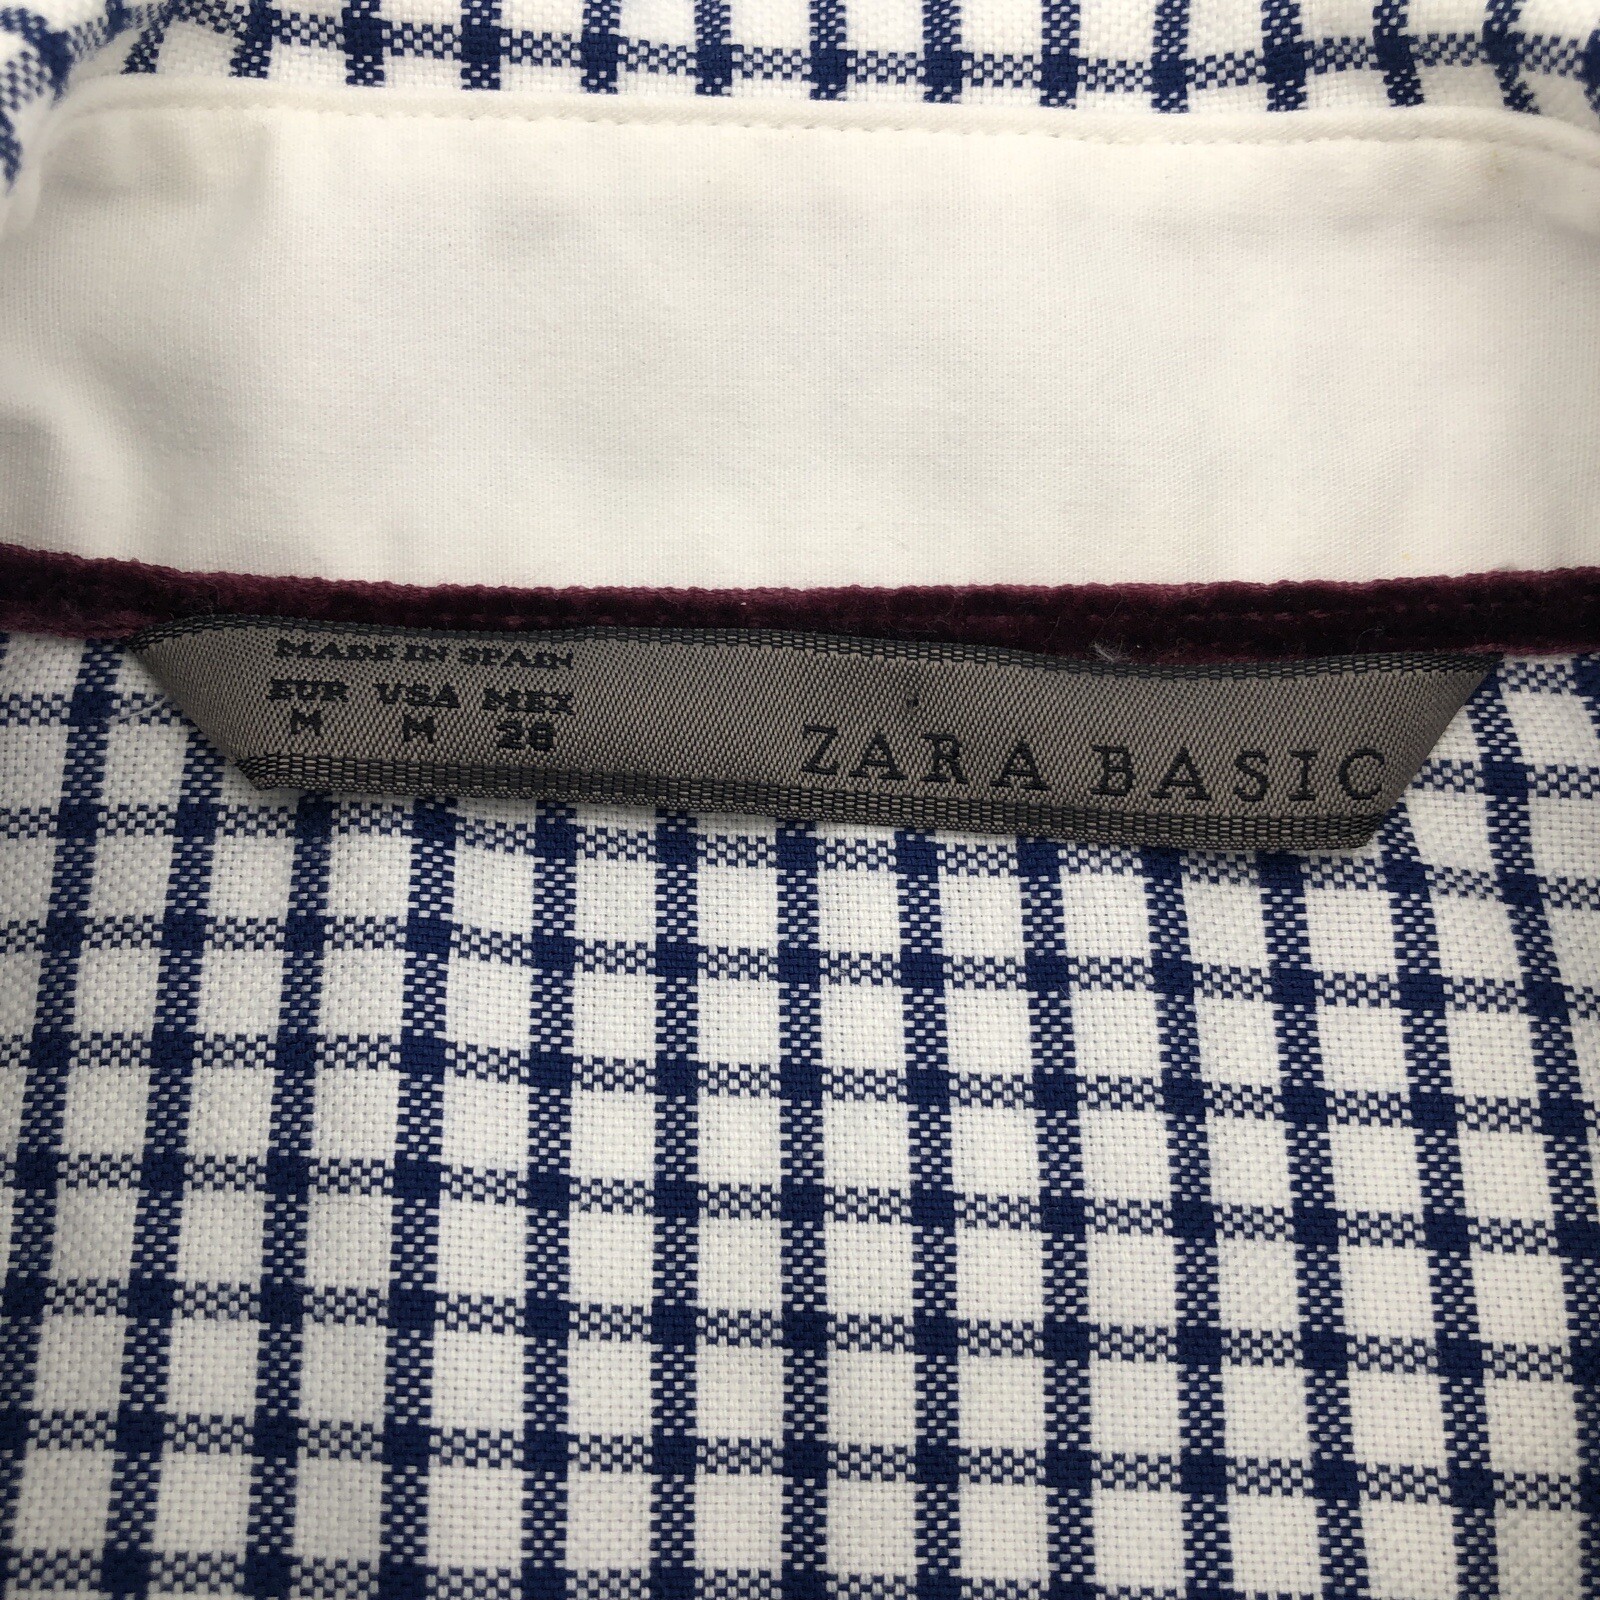 MADE IN SPAIN
EUR USA MEX
M M 28
ZARA BASIC